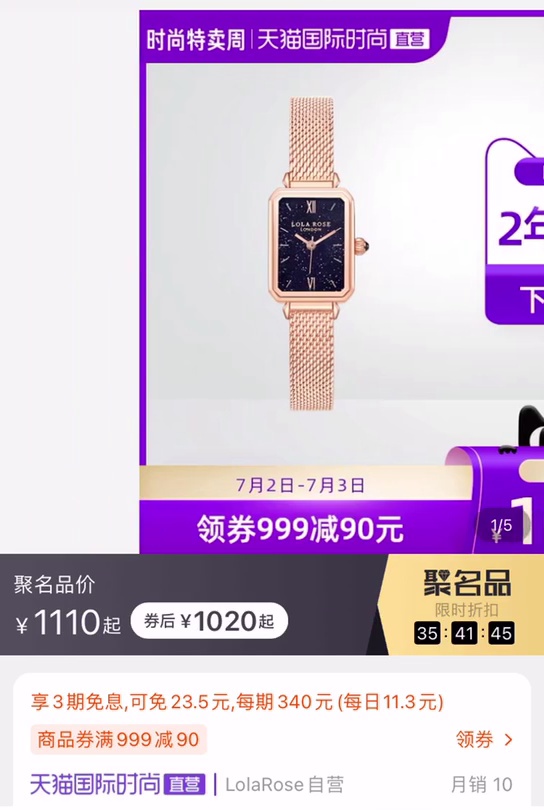 时尚特卖周 天猫国际时尚 直营
XII
LOLA ROSE
LONDON
VI
2年
下
7月2日-7月3日
领券999减90元
1/5
¥1
聚名品价
¥1110起 券后 ¥1020起
聚名品
限时折扣
35:41:45
享3期免息,可免23.5元,每期340元(每日11.3元)
商品券满999减90
领券 >
天猫国际时尚 直营 LolaRose自营
月销 10